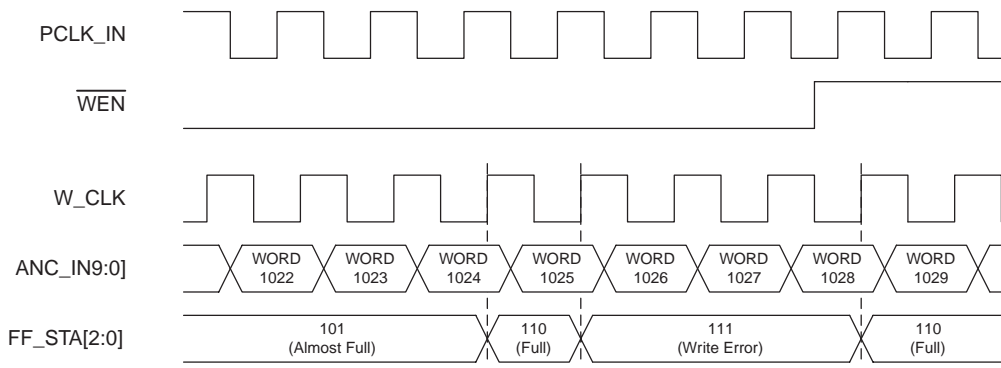 PCLK_IN
WEN
W_CLK
ANC_IN9:0]
WORD 1022
WORD 1023
WORD 1024
WORD 1025
WORD 1026
WORD 1027
WORD 1028
WORD 1029
FF_STA[2:0]
101
(Almost Full)
110
(Full)
111
(Write Error)
110
(Full)